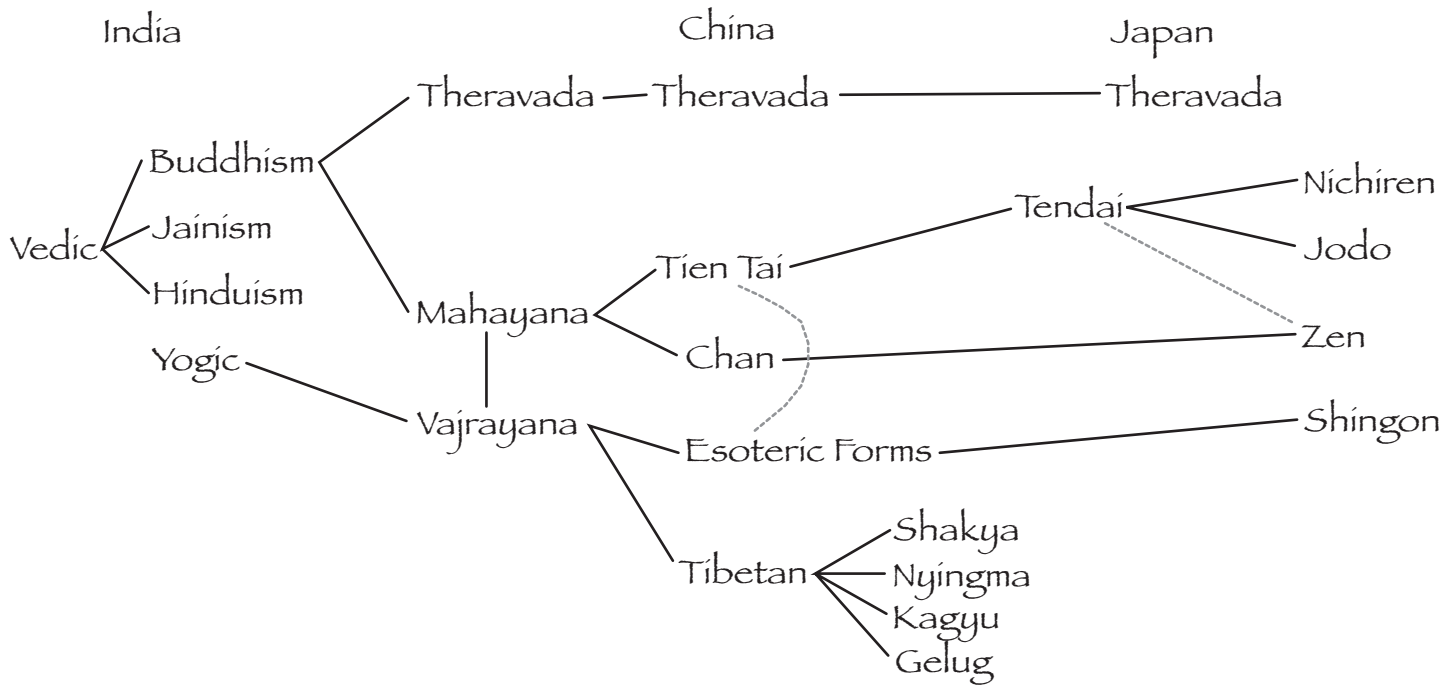 India
China
Japan
Theravada
Theravada
Theravada
Buddhism
Nichiren
Tendai
Jainism
Vedic
Jodo
Tien Tai
Hinduism
Mahayana
Zen
Yogic
Chan
Vajrayana
Shingon
Esoteric Forms
Shakya
Tibetan
Nyingma
Kagyu
Gelug